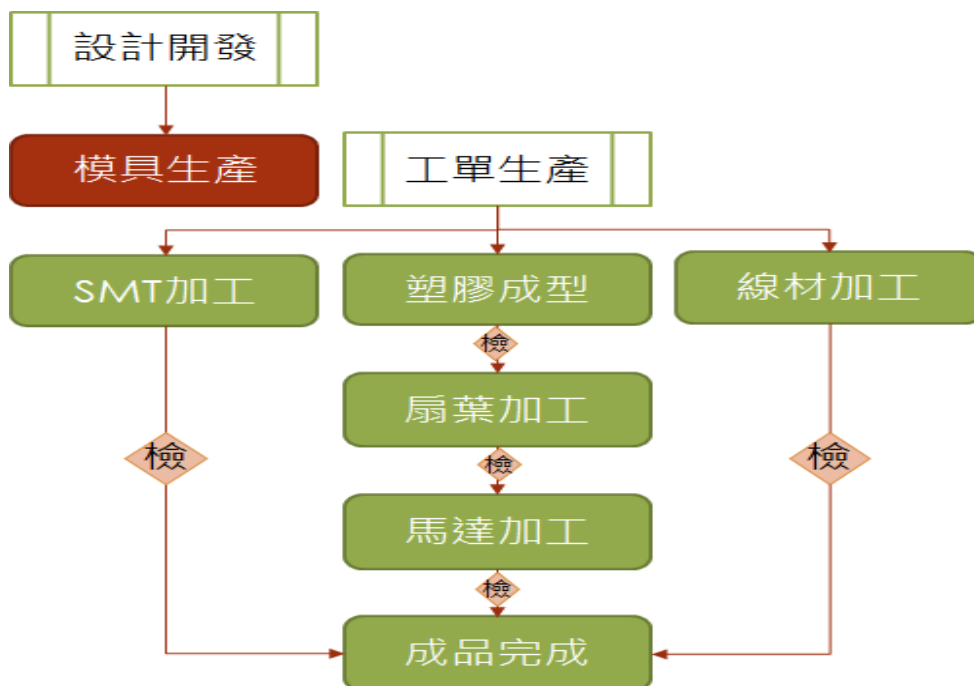 設計開發
模具生產
工單生產
SMT加工
塑膠成型
線材加工
檢
扇葉加工
檢
檢
檢
馬達加工
檢
成品完成